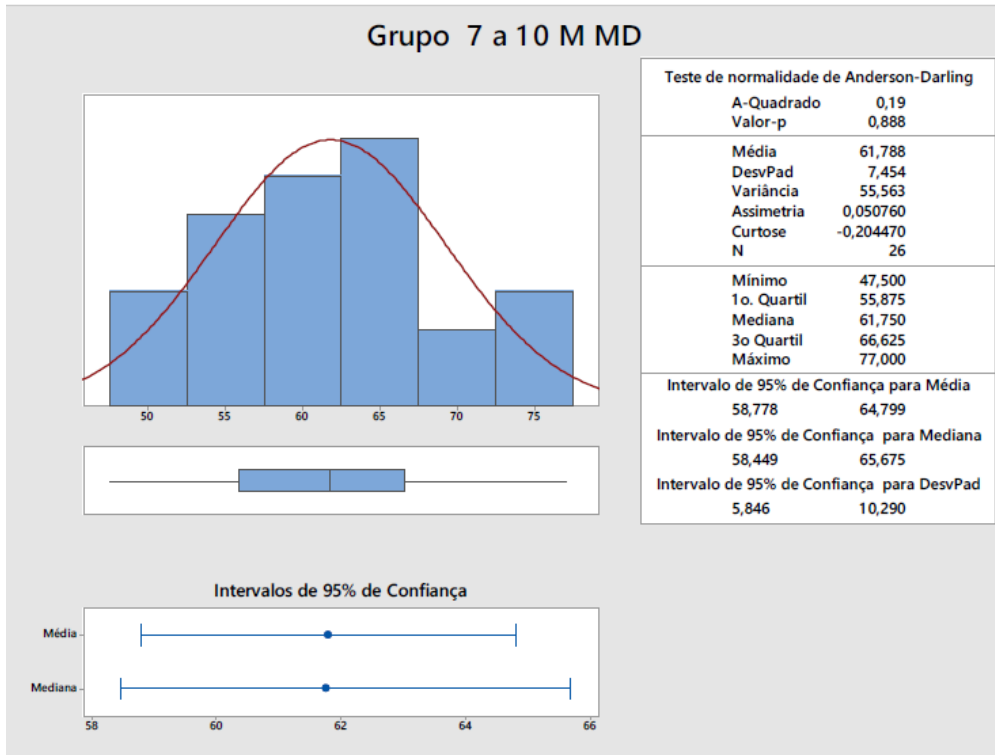 Grupo 7 a 10 M MD
50 55 60 65 70 75
Intervalos de 95% de Confiança
Média
Mediana
58 60 62 64 66
Teste de normalidade de Anderson-Darling
A-Quadrado 0,19
Valor-p 0,888
Média 61,788
DesvPad 7,454
Variância 55,563
Assimetria 0,050760
Curtose -0,204470
N 26
Mínimo 47,500
1o. Quartil 55,875
Mediana 61,750
3o Quartil 66,625
Máximo 77,000
Intervalo de 95% de Confiança para Média
58,778 64,799
Intervalo de 95% de Confiança para Mediana
58,449 65,675
Intervalo de 95% de Confiança para DesvPad
5,846 10,290